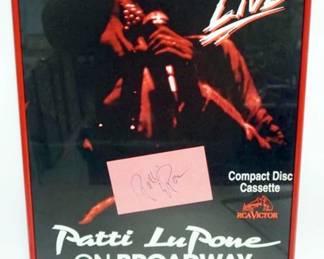 LIVE
Compact Disc
Cassette
RCA VICTOR
Patti LuPone
ON BROADWAY